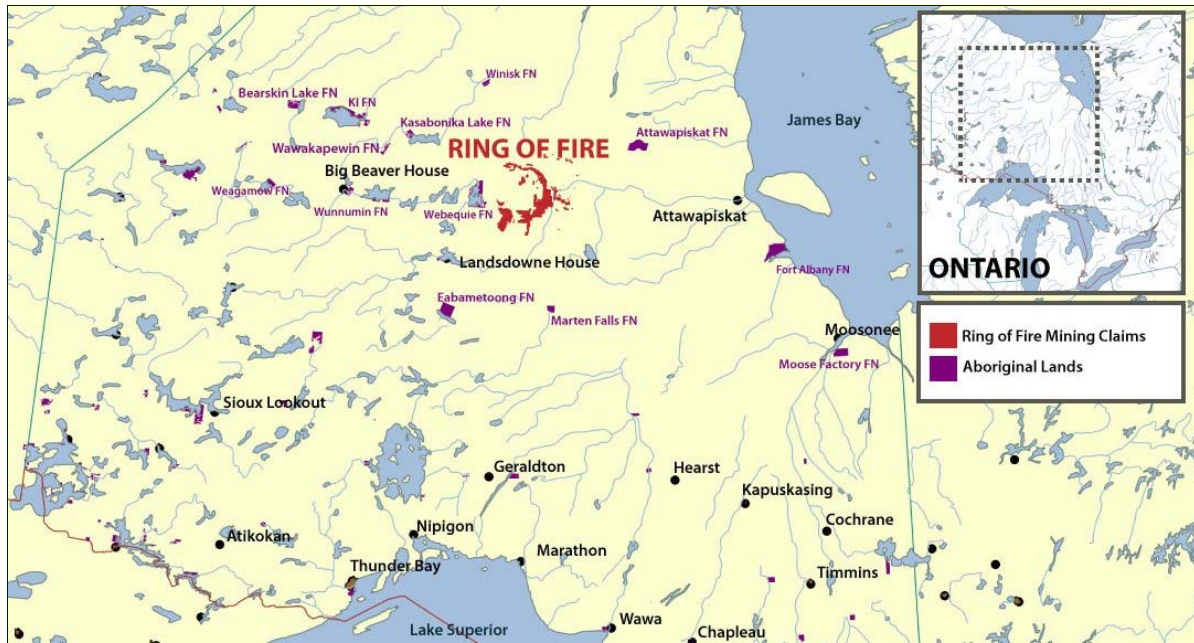 Winisk FN
Bearskin Lake FN
KI FN
Kasabonika Lake FN
Attawapiskat FN
James Bay
Wawakapewin FN
RING OF FIRE
Big Beaver House
Weagamow FN
Wunnumin FN
Webequie FN
Attawapiskat
Landsdowne House
Fort Albany FN
Eabametoong FN
Marten Falls FN
Moosonee
Moose Factory FN
Sioux Lookout
Geraldton
Hearst
Kapuskasing
Nipigon
Cochrane
Atikokan
Marathon
Thunder Bay
Timmins
Wawa
Lake Superior
Chapleau
ONTARIO
Ring of Fire Mining Claims
Aboriginal Lands